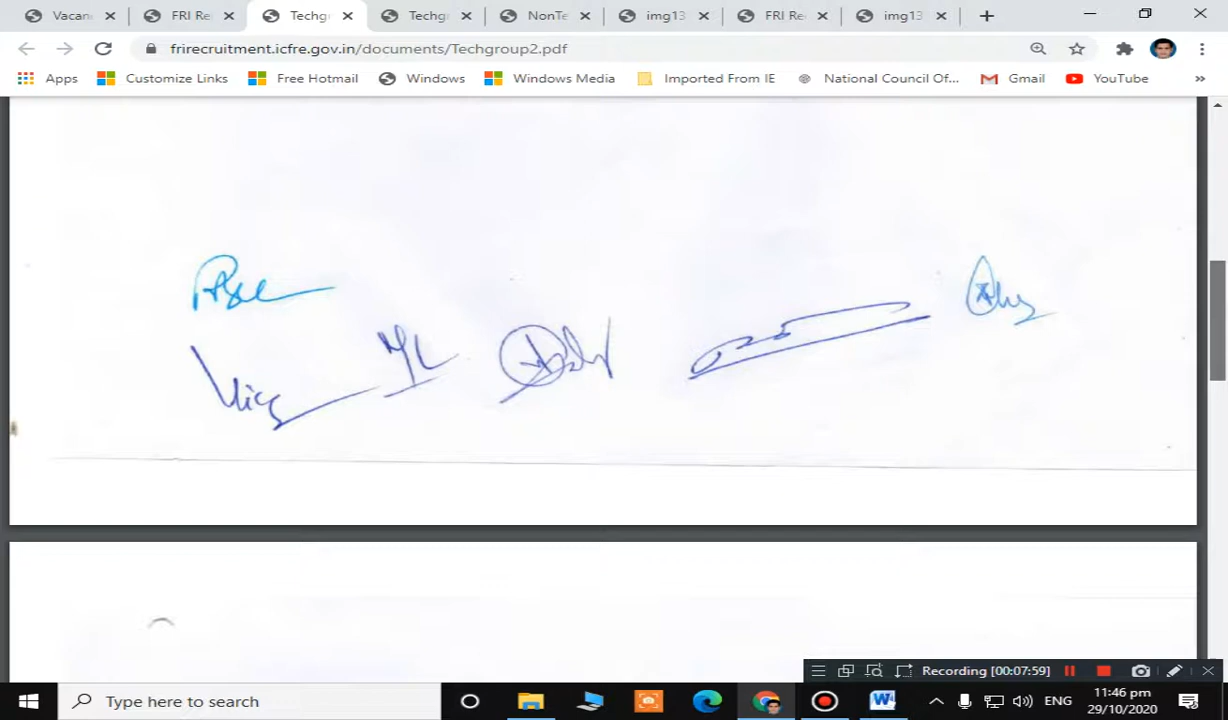 Vacan FRI Re Techg Techg NonTe img13 FRI Re img13
frirecruitment.icfre.gov.in/documents/Techgroup2.pdf
Apps Customize Links Free Hotmail Windows Windows Media Imported From IE National Council Of... Gmail YouTube »
Recording [00:07:59]
Type here to search
ENG
11:46 pm
29/10/2020